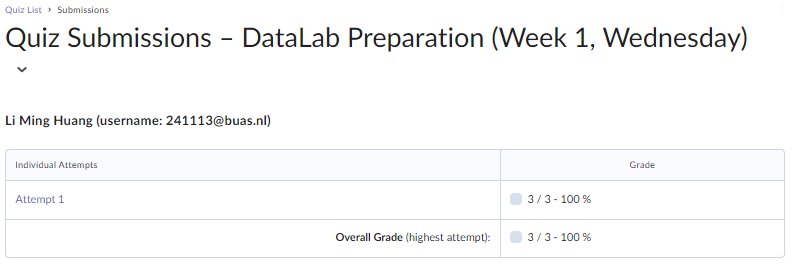 Quiz List › Submissions
Quiz Submissions – DataLab Preparation (Week 1, Wednesday)
Li Ming Huang (username: 241113@buas.nl)
Individual Attempts Grade
Attempt 1 3 / 3 - 100 %
Overall Grade (highest attempt): 3 / 3 - 100 %